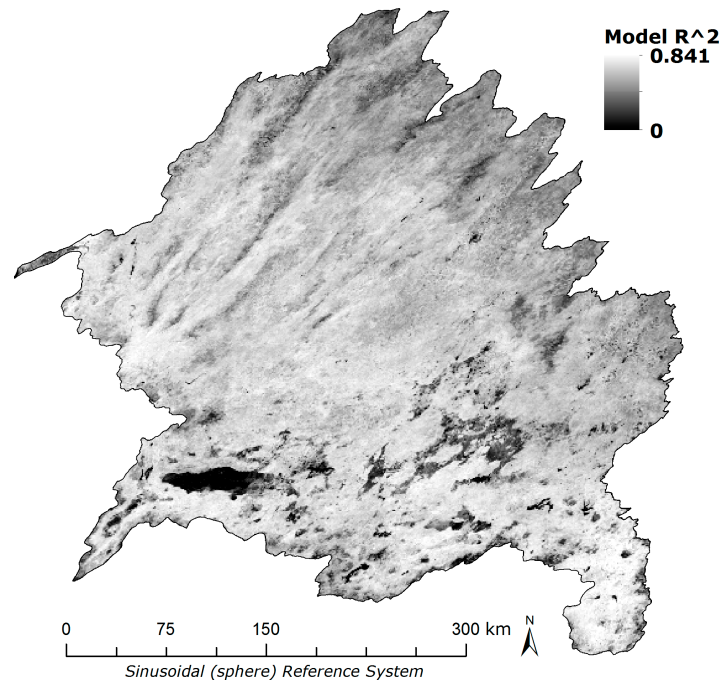 Model R^2
0.841
0
0 75 150 300 km
N
Sinusoidal (sphere) Reference System